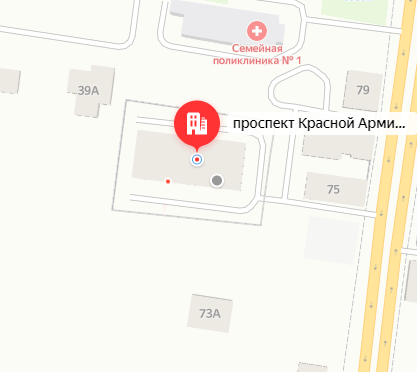 Семейная
поликлиника № 1
39А
79
проспект Красной Арми...
75
73А